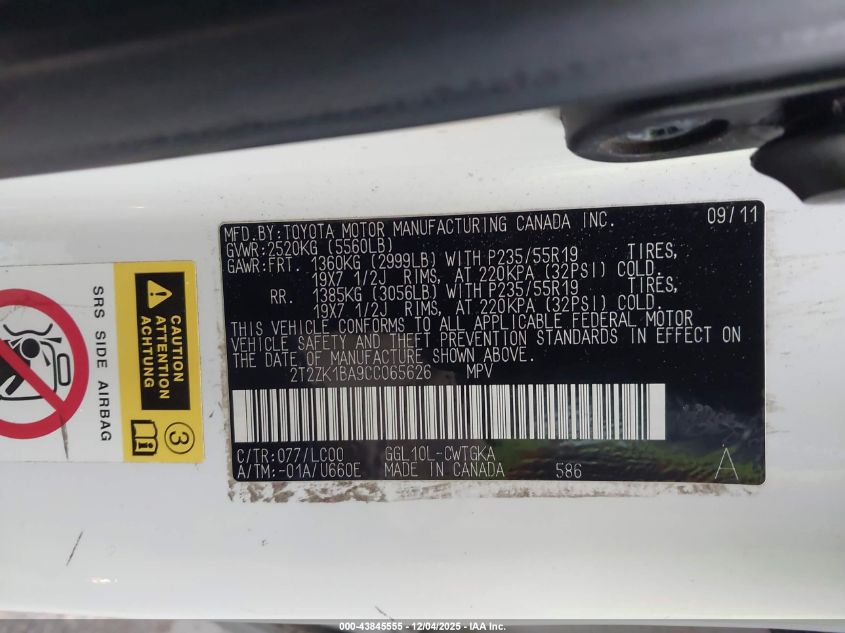 MFD.BY:TOYOTA MOTOR MANUFACTURING CANADA INC. 09/11
GVWR:2520KG (5560LB)
GAWR:FRT. 1360KG (2999LB) WITH P235/55R19 TIRES,
19X7 1/2J RIMS, AT 220KPA (32PSI) COLD.
RR. 1385KG (3056LB) WITH P235/55R19 TIRES,
19X7 1/2J RIMS, AT 220KPA (32PSI) COLD.
THIS VEHICLE CONFORMS TO ALL APPLICABLE FEDERAL MOTOR
VEHICLE SAFETY AND THEFT PREVENTION STANDARDS IN EFFECT ON
THE DATE OF MANUFACTURE SHOWN ABOVE.
2T2ZK1BA9CC065626 MPV
C/TR:077/LC00 GGL10L-CWTGKA
A/TM:-01A/U660E MADE IN CANADA 586 A
SRS SIDE AIRBAG
CAUTION
ATTENTION
ACHTUNG
3
000-43845555 - 12/04/2025 - IAA Inc.